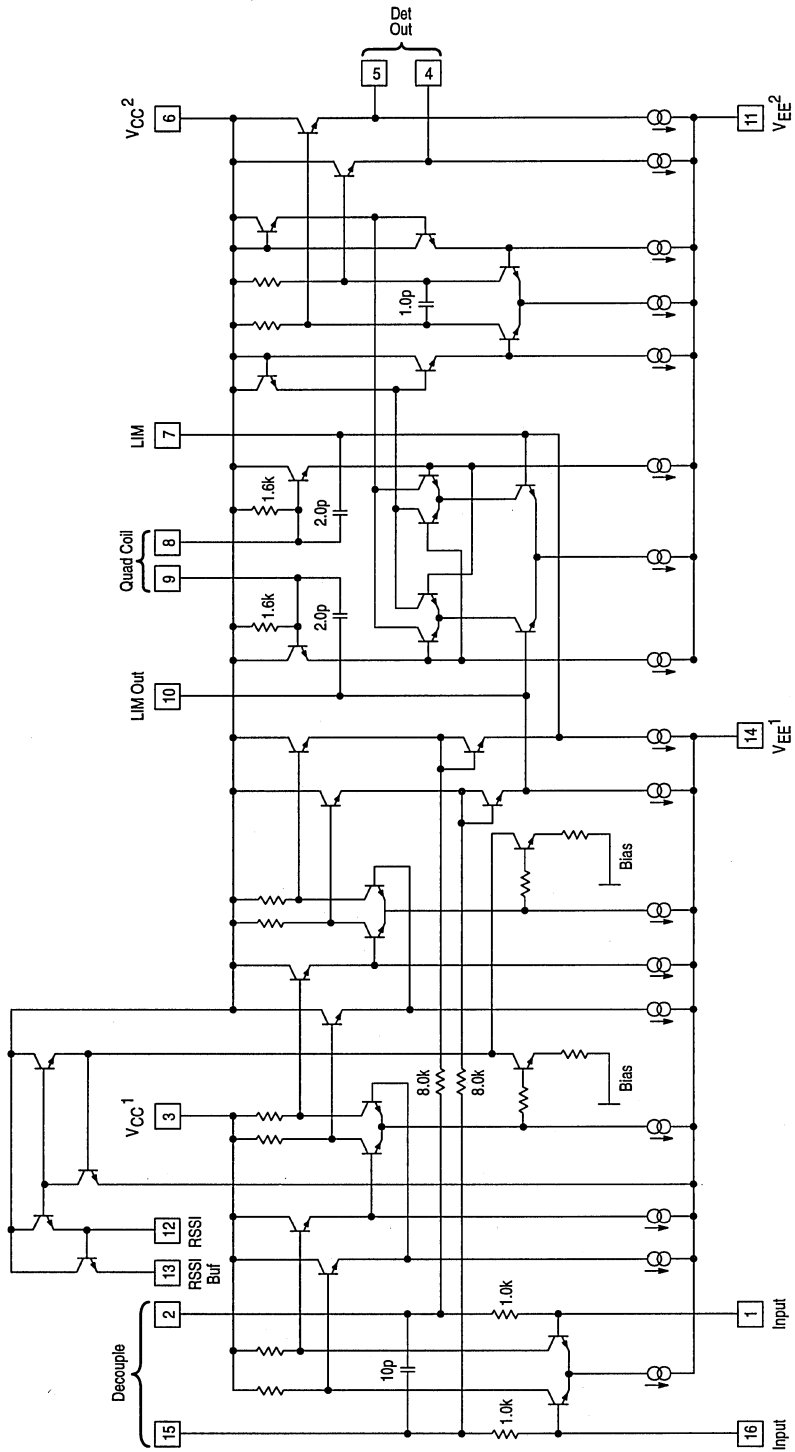 Det
Out
5
4
VCC2
6
11
VEE2
1.0p
LIM
7
1.6k
2.0p
Quad Coil
8
9
1.6k
2.0p
LIM Out
10
14
VEE1
Bias
8.0k
8.0k
Bias
VCC1
3
12
RSSI
13
RSSI
Buf
Decouple
2
1.0k
1
Input
10p
15
1.0k
16
Input